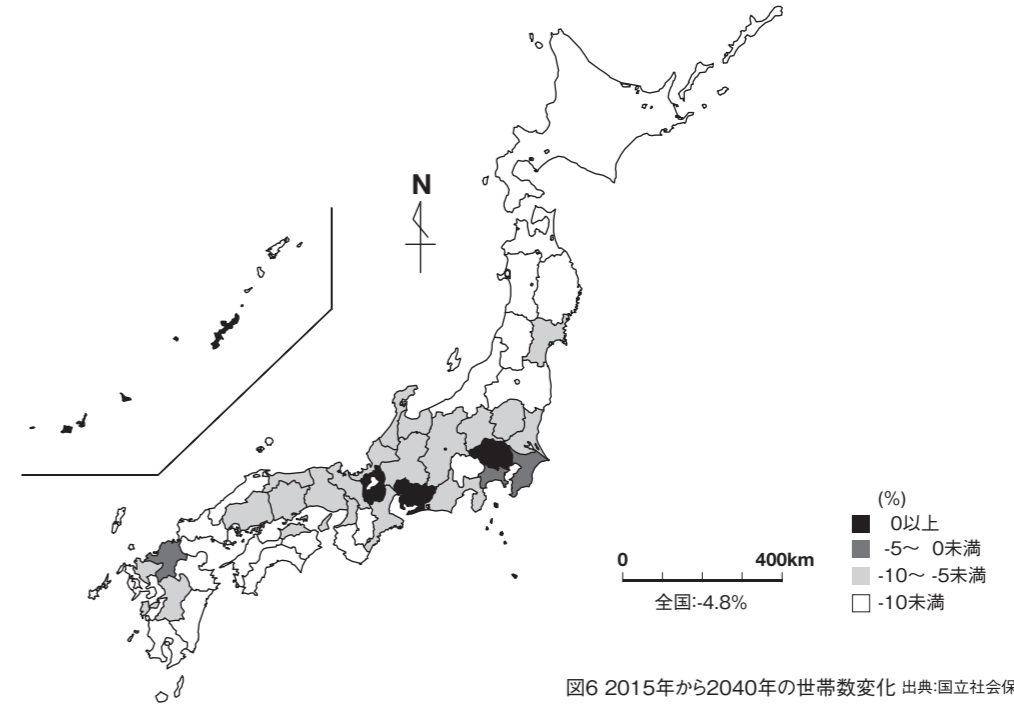 N
(%)
0以上
-5～ 0未満
-10～ -5未満
-10未満
0 400km
全国:-4.8%
図6 2015年から2040年の世帯数変化 出典:国立社会保